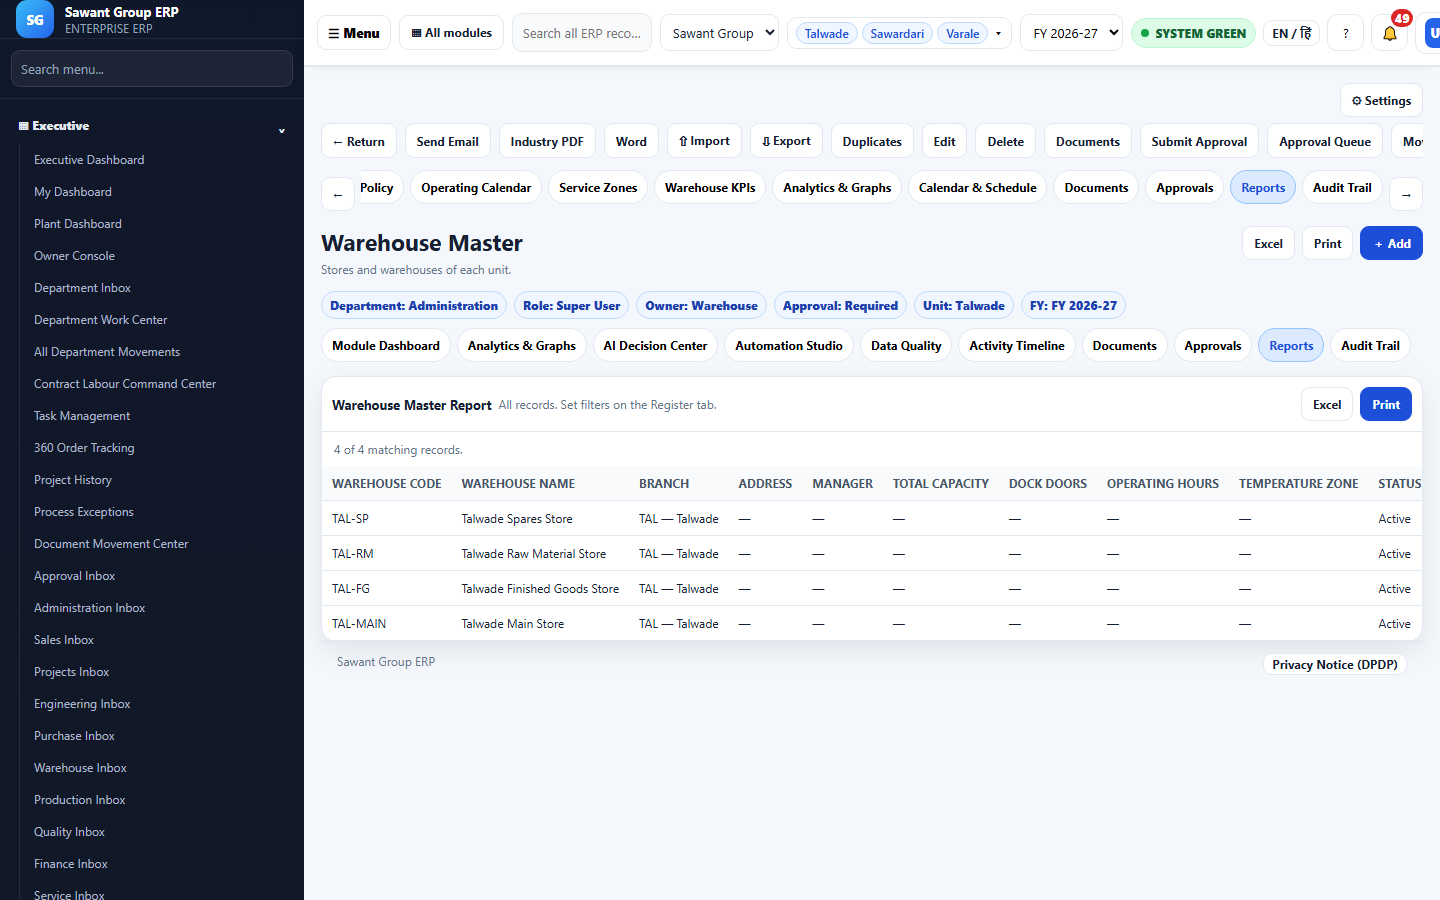 SG
Sawant Group ERP
ENTERPRISE ERP
Search menu...
Executive
Executive Dashboard
My Dashboard
Plant Dashboard
Owner Console
Department Inbox
Department Work Center
All Department Movements
Contract Labour Command Center
Task Management
360 Order Tracking
Project History
Process Exceptions
Document Movement Center
Approval Inbox
Administration Inbox
Sales Inbox
Projects Inbox
Engineering Inbox
Purchase Inbox
Warehouse Inbox
Production Inbox
Quality Inbox
Finance Inbox
Service Inbox
☰ Menu All modules Search all ERP reco... Sawant Group Talwade Sawardari Varale FY 2026-27 SYSTEM GREEN EN / हिं ? 49 U
⚙ Settings
← Return Send Email Industry PDF Word ⇧ Import ⇩ Export Duplicates Edit Delete Documents Submit Approval Approval Queue Mov
← Policy Operating Calendar Service Zones Warehouse KPIs Analytics & Graphs Calendar & Schedule Documents Approvals Reports Audit Trail →
Warehouse Master Excel Print + Add
Stores and warehouses of each unit.
Department: Administration Role: Super User Owner: Warehouse Approval: Required Unit: Talwade FY: FY 2026-27
Module Dashboard Analytics & Graphs AI Decision Center Automation Studio Data Quality Activity Timeline Documents Approvals Reports Audit Trail
Warehouse Master Report All records. Set filters on the Register tab. Excel Print
4 of 4 matching records.
WAREHOUSE CODE WAREHOUSE NAME BRANCH ADDRESS MANAGER TOTAL CAPACITY DOCK DOORS OPERATING HOURS TEMPERATURE ZONE STATUS
TAL-SP Talwade Spares Store TAL — Talwade — — — — — — Active
TAL-RM Talwade Raw Material Store TAL — Talwade — — — — — — Active
TAL-FG Talwade Finished Goods Store TAL — Talwade — — — — — — Active
TAL-MAIN Talwade Main Store TAL — Talwade — — — — — — Active
Sawant Group ERP Privacy Notice (DPDP)